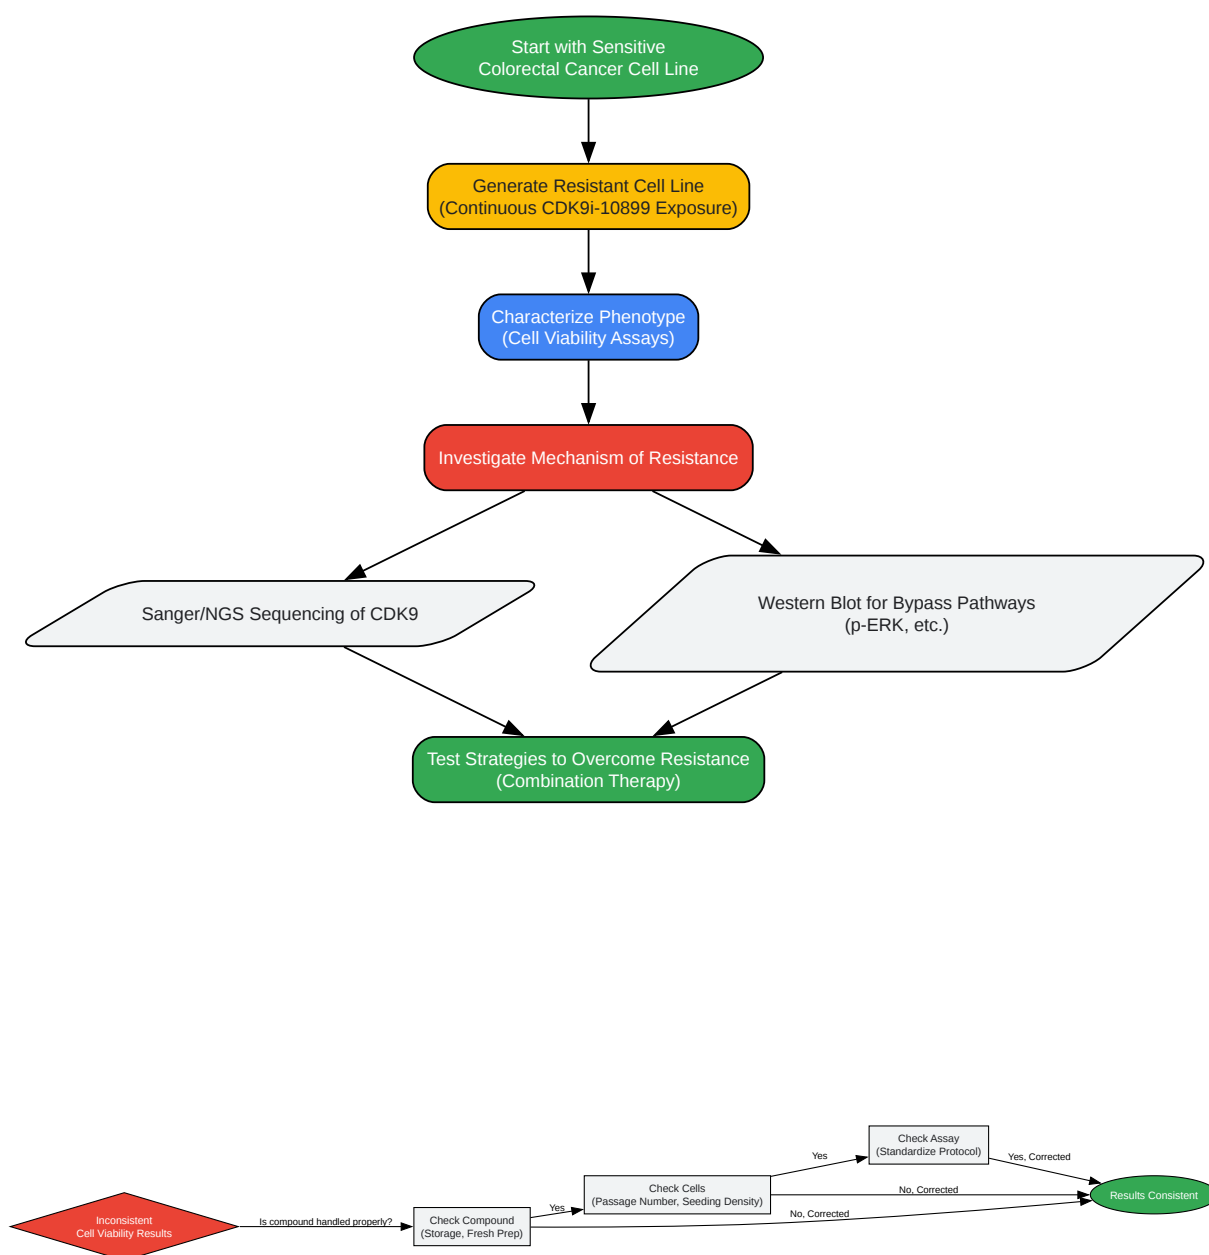 Start with Sensitive
Colorectal Cancer Cell Line
Generate Resistant Cell Line
(Continuous CDK9i-10899 Exposure)
Characterize Phenotype
(Cell Viability Assays)
Investigate Mechanism of Resistance
Sanger/NGS Sequencing of CDK9
Western Blot for Bypass Pathways
(p-ERK, etc.)
Test Strategies to Overcome Resistance
(Combination Therapy)
Inconsistent
Cell Viability Results
Is compound handled properly?
Check Compound
(Storage, Fresh Prep)
Yes
Check Cells
(Passage Number, Seeding Density)
Yes
Check Assay
(Standardize Protocol)
Yes, Corrected
No, Corrected
No, Corrected
Results Consistent